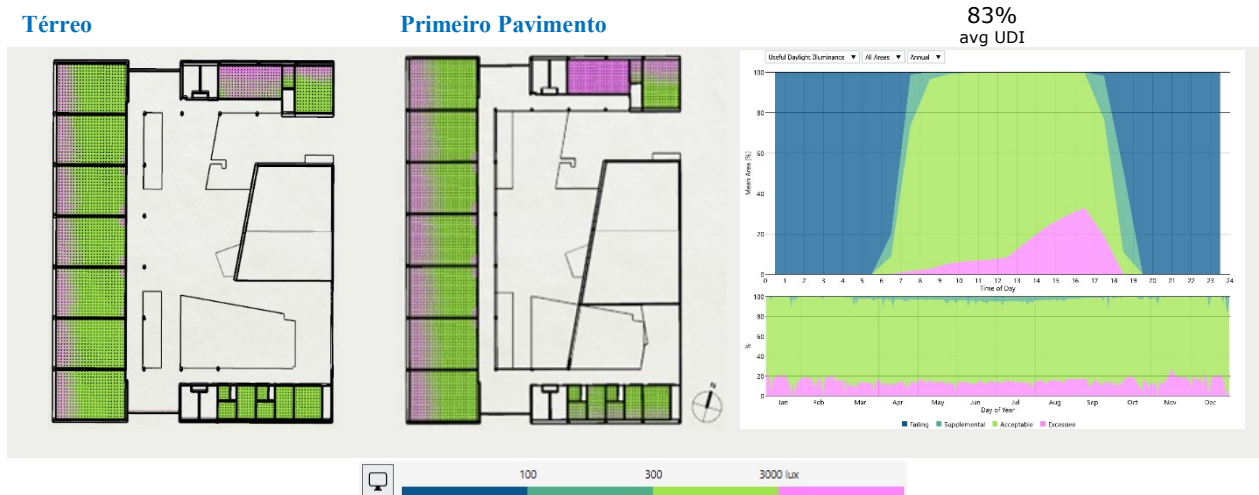 Térreo
Primeiro Pavimento
83%
avg UDI
Useful Daylight Illuminance ▼ All Areas ▼ Annual ▼
100
80
60
40
20
0
Mean Area [%]
0 1 2 3 4 5 6 7 8 9 10 11 12 13 14 15 16 17 18 19 20 21 22 23 24
Time of Day
100
80
60
40
20
0
%
Jan Feb Mar Apr May Jun Jul Aug Sep Oct Nov Dec
Day of Year
Failing Supplemental Acceptable Excessive
N
100 300 3000 lux